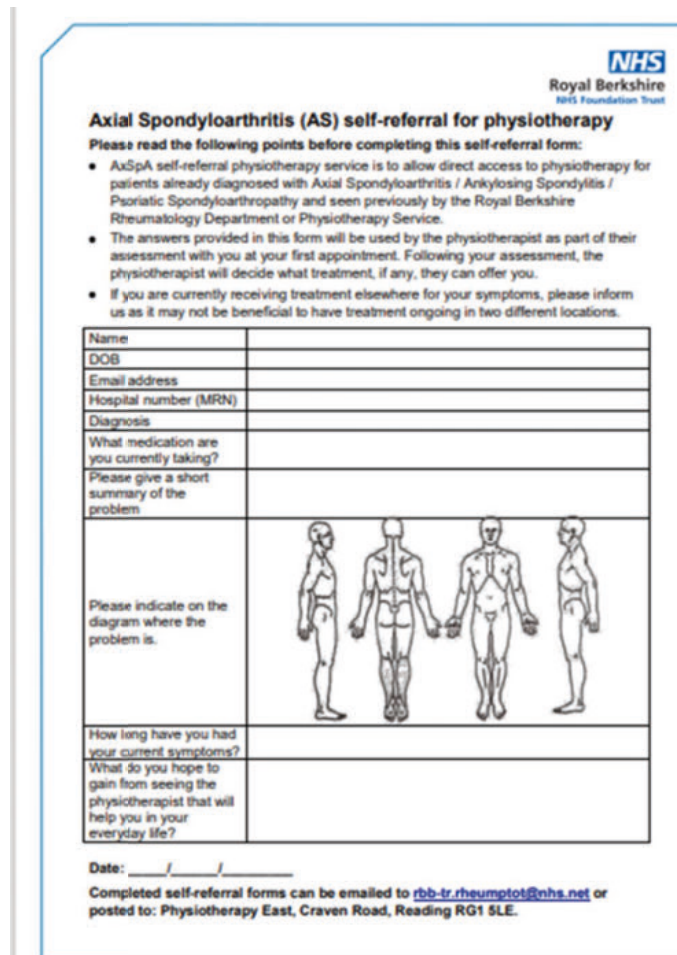 NHS
Royal Berkshire
NHS Foundation Trust
Axial Spondyloarthritis (AS) self-referral for physiotherapy
Please read the following points before completing this self-referral form:
• AxSpA self-referral physiotherapy service is to allow direct access to physiotherapy for
patients already diagnosed with Axial Spondyloarthritis / Ankylosing Spondylitis /
Psoriatic Spondyloarthropathy and seen previously by the Royal Berkshire
Rheumatology Department or Physiotherapy Service.
• The answers provided in this form will be used by the physiotherapist as part of their
assessment with you at your first appointment. Following your assessment, the
physiotherapist will decide what treatment, if any, they can offer you.
• If you are currently receiving treatment elsewhere for your symptoms, please inform
us as it may not be beneficial to have treatment ongoing in two different locations.
Name
DOB
Email address
Hospital number (MRN)
Diagnosis
What medication are
you currently taking?
Please give a short
summary of the
problem
Please indicate on the
diagram where the
problem is.
How long have you had
your current symptoms?
What do you hope to
gain from seeing the
physiotherapist that will
help you in your
everyday life?
Date: _____/_____/_________
Completed self-referral forms can be emailed to rbb-tr.rheumptot@nhs.net or
posted to: Physiotherapy East, Craven Road, Reading RG1 5LE.